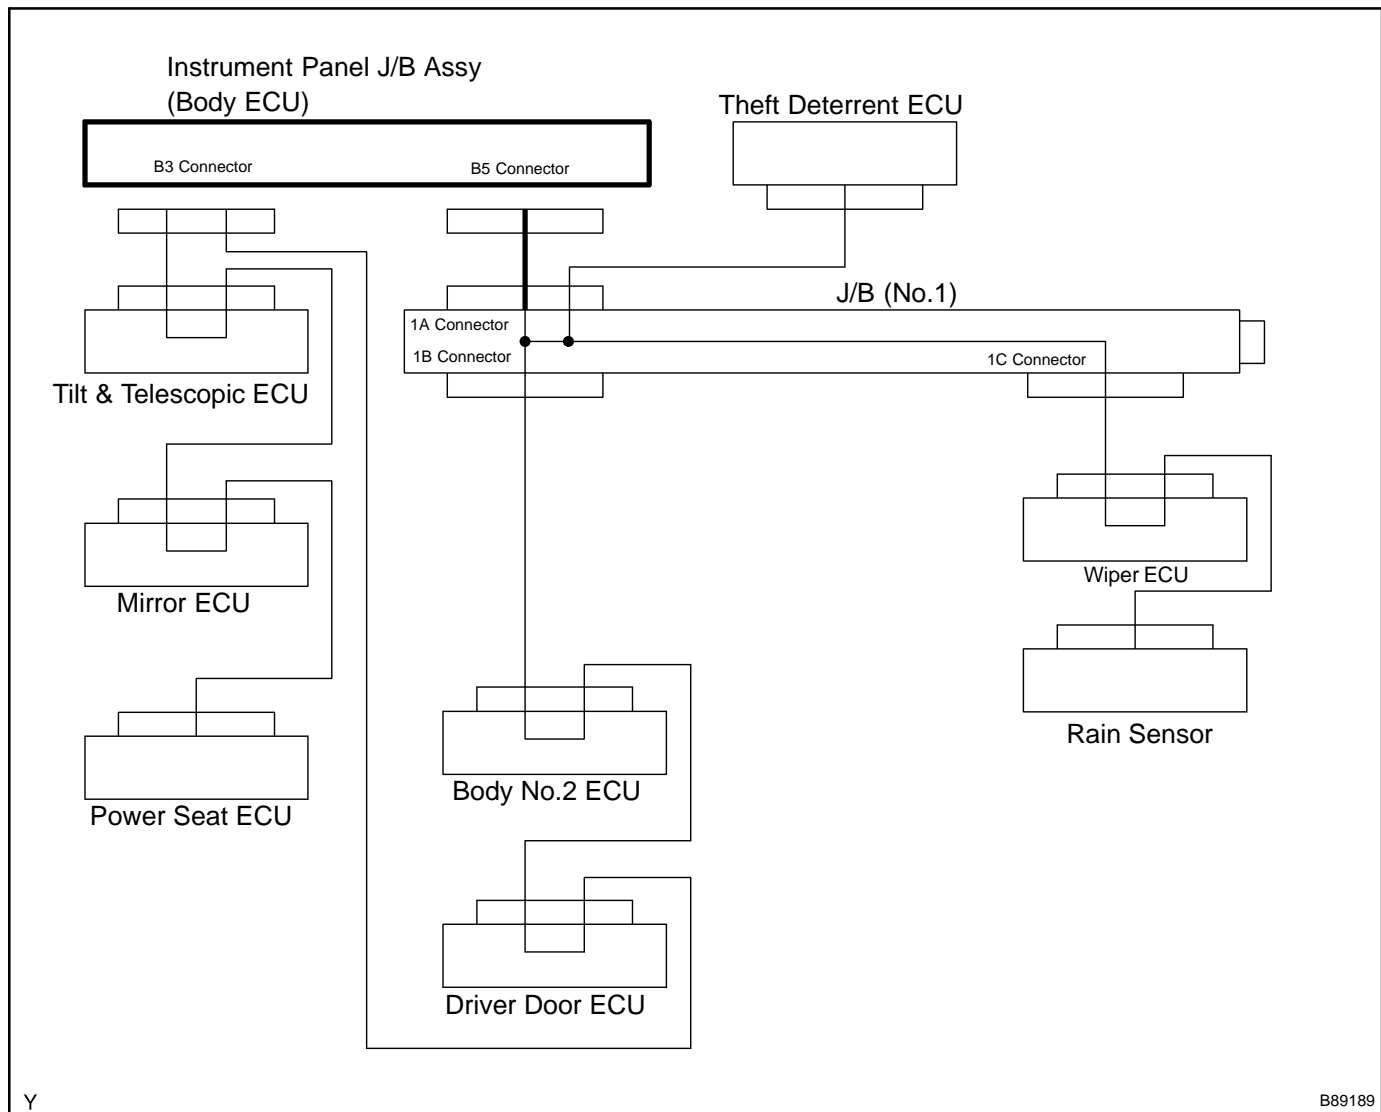 Instrument Panel J/B Assy
(Body ECU)
Theft Deterrent ECU
B3 Connector
B5 Connector
J/B (No.1)
1A Connector
1B Connector
1C Connector
Tilt & Telescopic ECU
Wiper ECU
Mirror ECU
Rain Sensor
Body No.2 ECU
Power Seat ECU
Driver Door ECU
Y
B89189